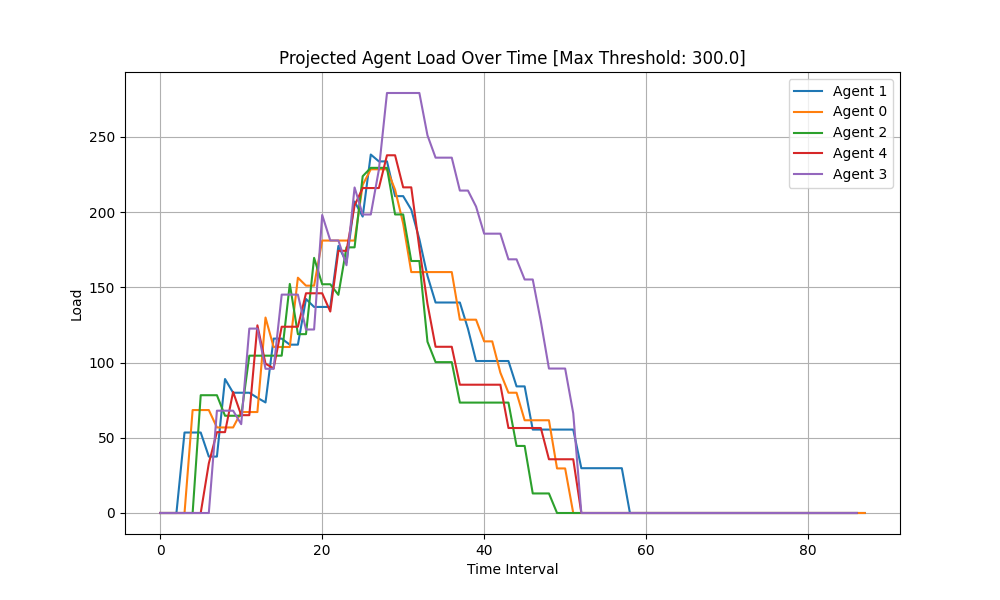 Projected Agent Load Over Time [Max Threshold: 300.0]
Load
250
200
150
100
50
0
0 20 40 60 80
Time Interval
Agent 1
Agent 0
Agent 2
Agent 4
Agent 3